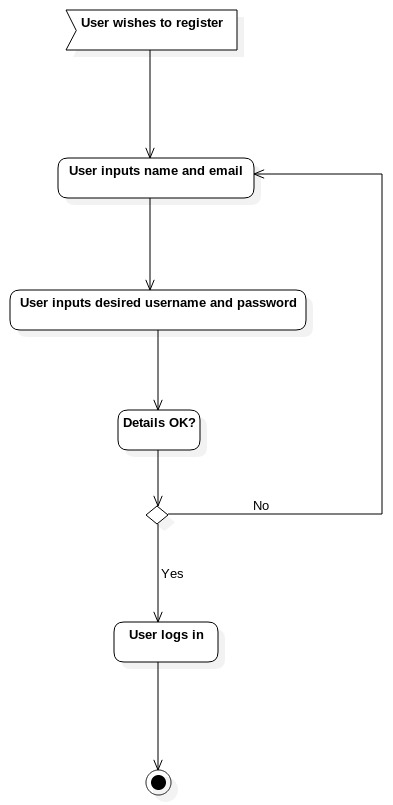 User wishes to register
User inputs name and email
User inputs desired username and password
Details OK?
No
Yes
User logs in